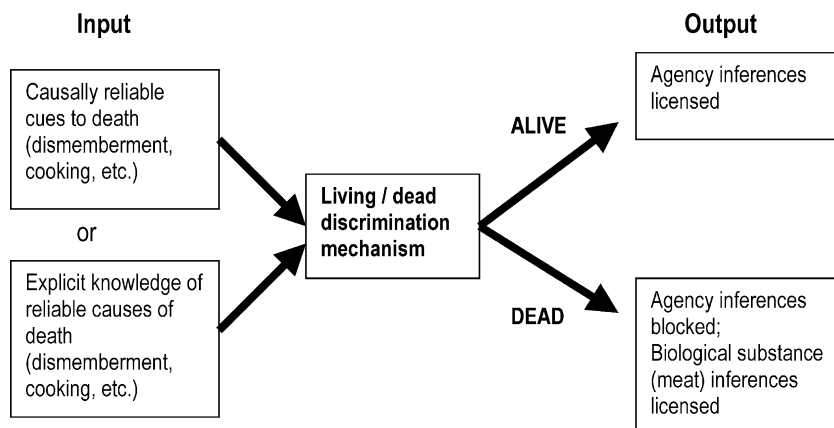 Input
Causally reliable
cues to death
(dismemberment,
cooking, etc.)
or
Explicit knowledge of
reliable causes of
death
(dismemberment,
cooking, etc.)
Living / dead
discrimination
mechanism
ALIVE
DEAD
Output
Agency inferences
licensed
Agency inferences
blocked;
Biological substance
(meat) inferences
licensed